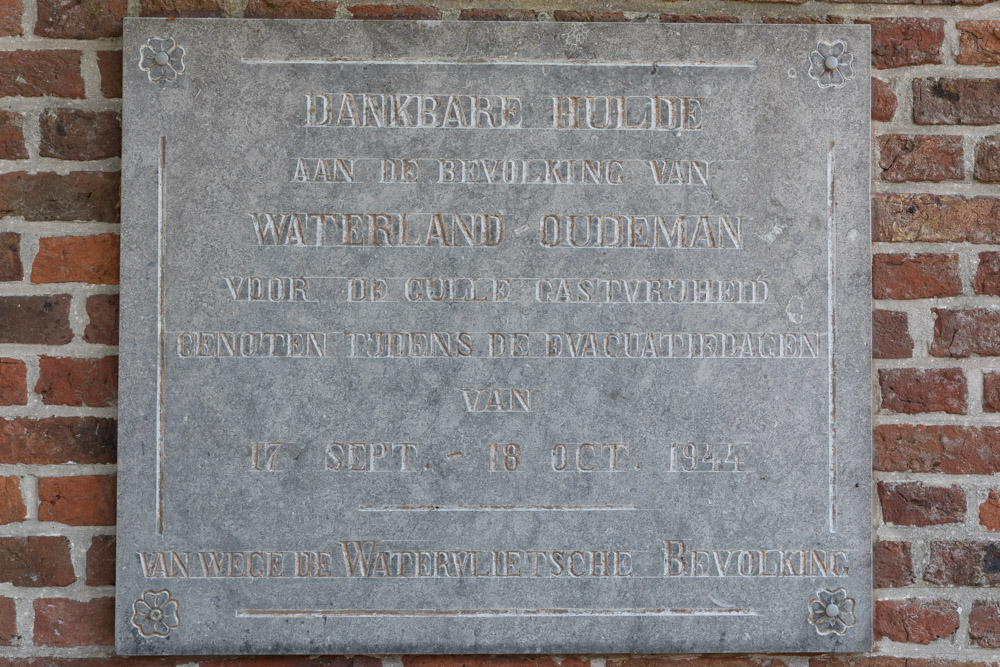 DANKBARE HULDE
AAN DE BEVOLKING VAN
WATERLAND - OUDEMAN
VOOR DE GULLE GASTVRIJHEID
GENOTEN TIJDENS DE EVACUATIEDAGEN
VAN
17 SEPT. - 18 OCT. 1944
VAN WEGE DE WATERVLIETSCHE BEVOLKING